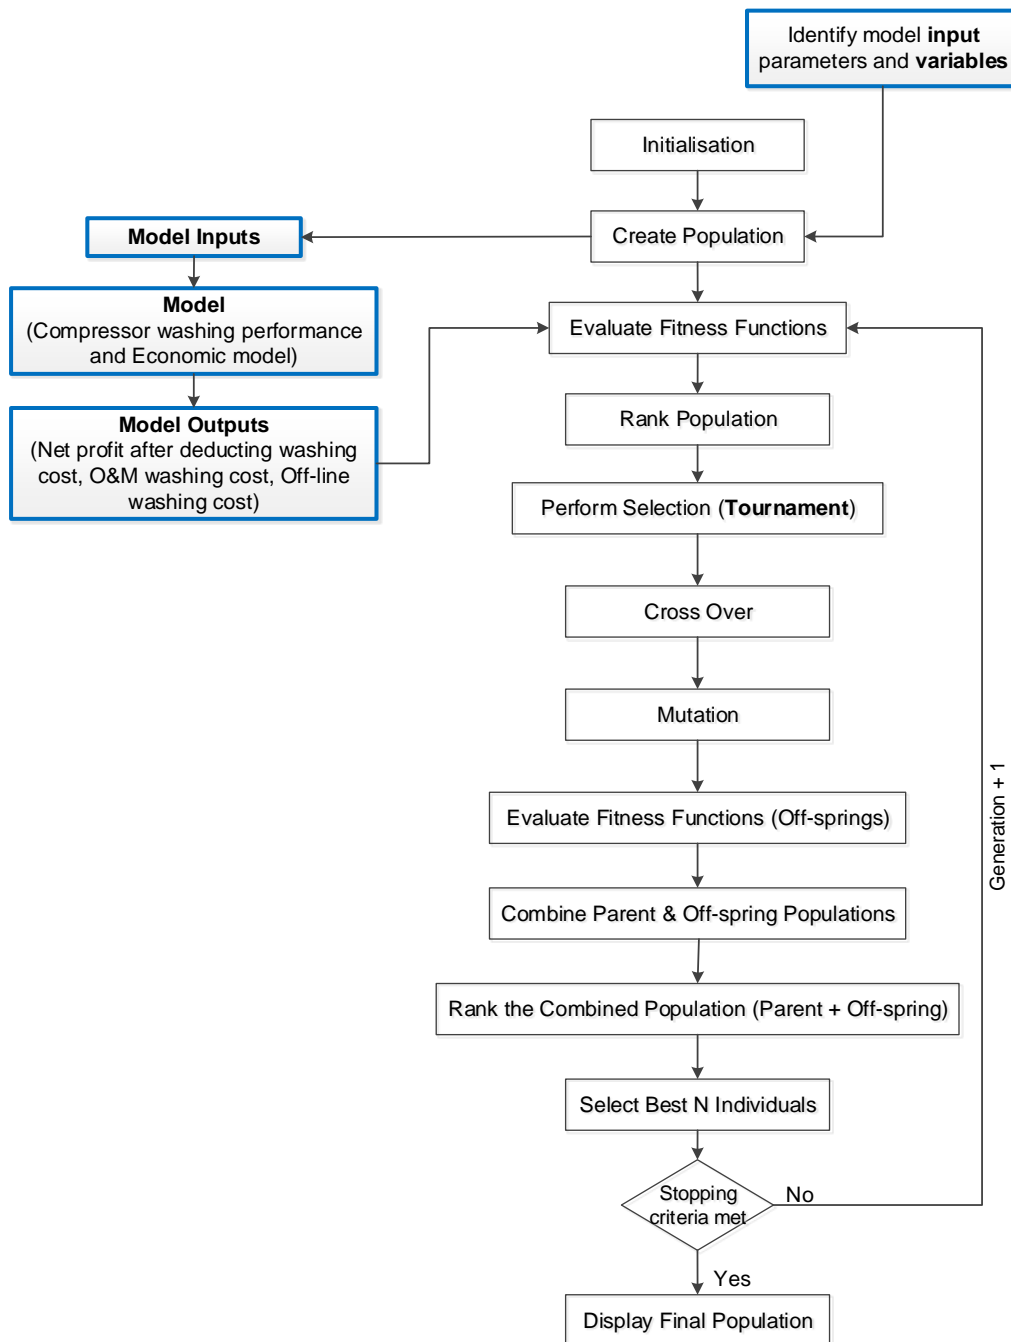 Identify model input
parameters and variables
Initialisation
Create Population
Model Inputs
Model
(Compressor washing performance
and Economic model)
Model Outputs
(Net profit after deducting washing
cost, O&M washing cost, Off-line
washing cost)
Evaluate Fitness Functions
Rank Population
Perform Selection (Tournament)
Cross Over
Mutation
Evaluate Fitness Functions (Off-springs)
Combine Parent & Off-spring Populations
Rank the Combined Population (Parent + Off-spring)
Select Best N Individuals
Stopping
criteria met
No
Generation + 1
Yes
Display Final Population